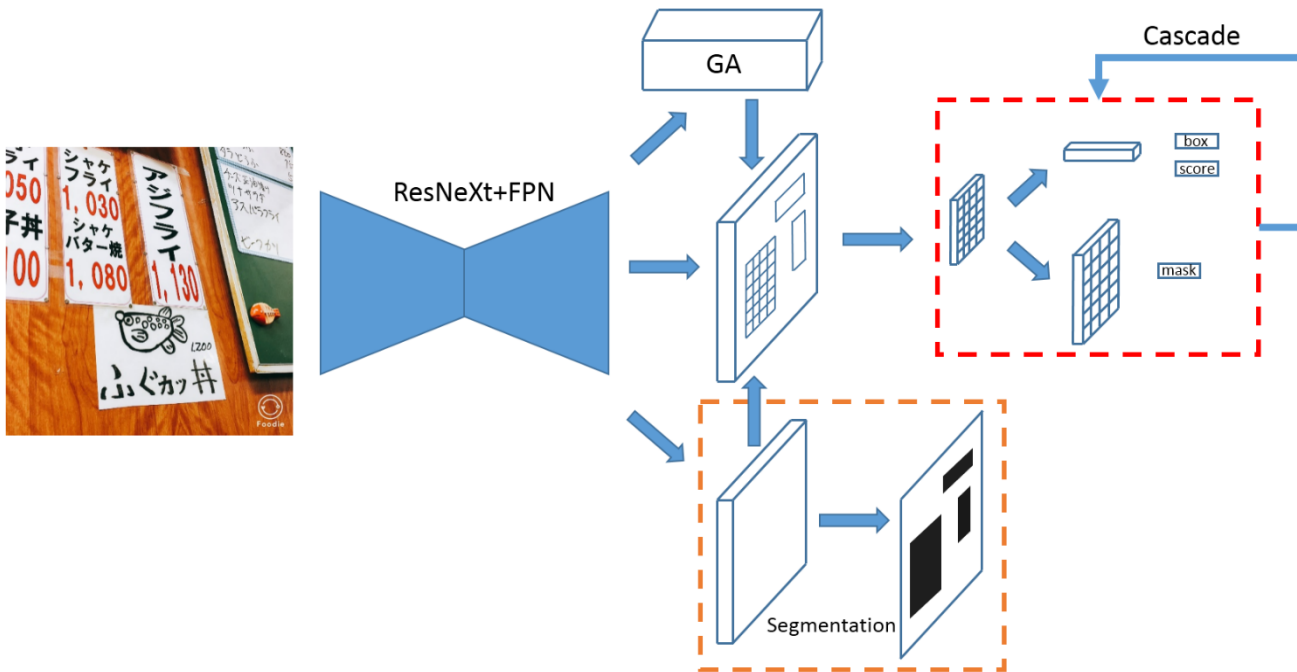 シャケ
フライ
1,030
シャケ
バター焼
1,080
アジフライ
1,130
050
子丼
100
1,200
ふぐカツ丼
Foodie
ResNeXt+FPN
GA
Cascade
box
score
mask
Segmentation